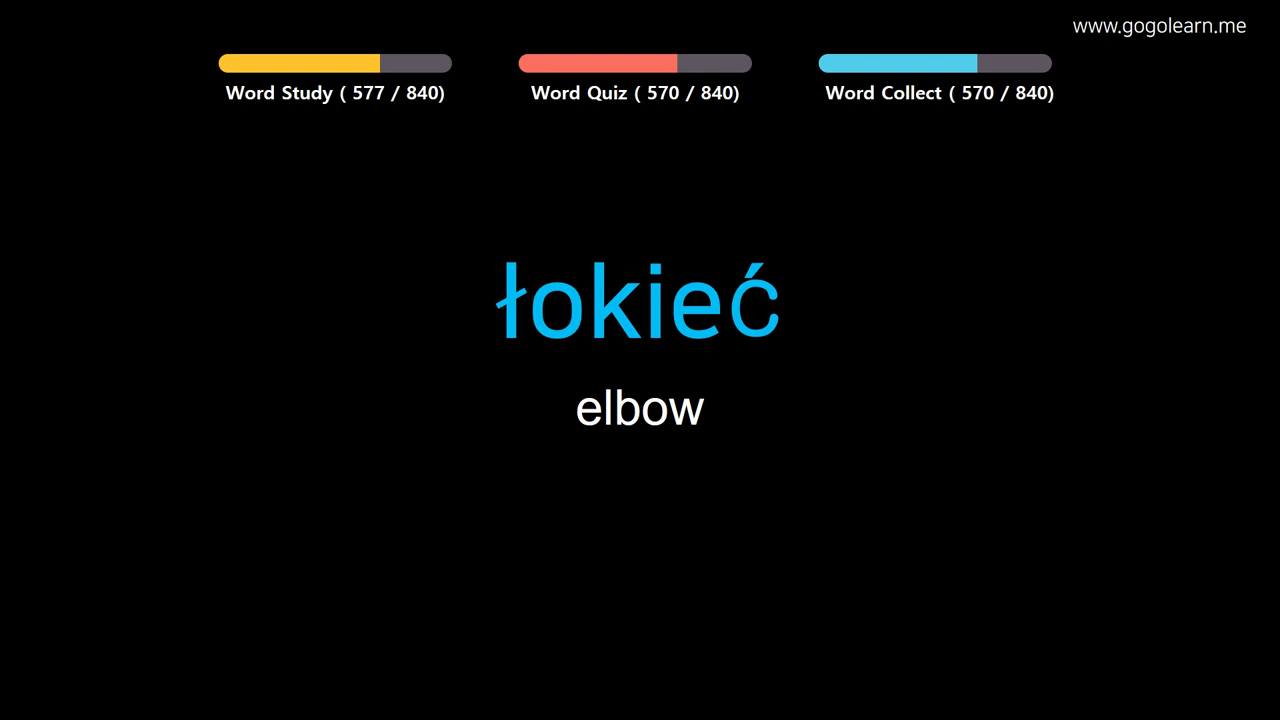 www.gogolearn.me
Word Study ( 577 / 840)
Word Quiz ( 570 / 840)
Word Collect ( 570 / 840)
łokieć
elbow